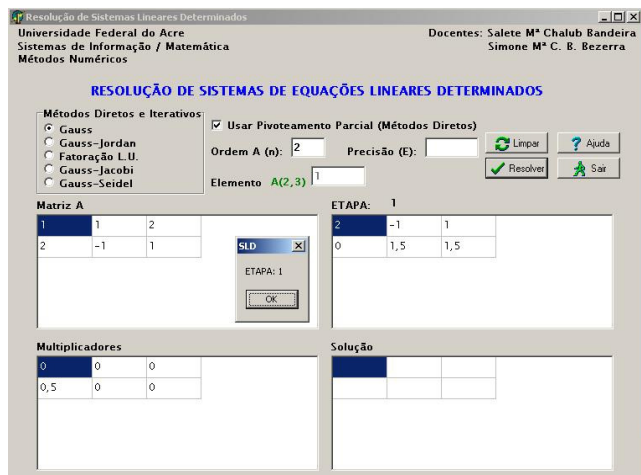 Resolução de Sistemas Lineares Determinados
Universidade Federal do Acre
Sistemas de Informação / Matemática
Métodos Numéricos
Docentes: Salete Mª Chalub Bandeira
Simone Mª C. B. Bezerra
RESOLUÇÃO DE SISTEMAS DE EQUAÇÕES LINEARES DETERMINADOS
Métodos Diretos e Iterativos
Gauss
Gauss-Jordan
Fatoração L.U.
Gauss-Jacobi
Gauss-Seidel
Usar Pivoteamento Parcial (Métodos Diretos)
Ordem A (n): 2 Precisão (E):
Elemento A(2,3) 1
Limpar Ajuda
Resolver Sair
Matriz A
1 1 2
2 -1 1
SLD
ETAPA: 1
OK
ETAPA: 1
2 -1 1
0 1,5 1,5
Multiplicadores
0 0 0
0,5 0 0
Solução